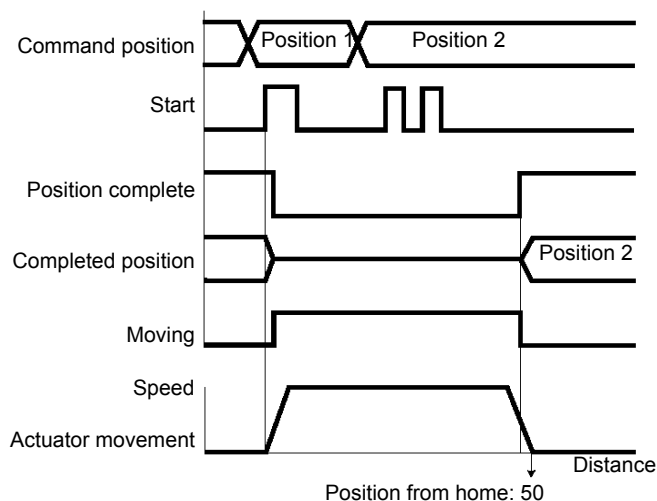 Command position
Position 1
Position 2
Start
Position complete
Completed position
Position 2
Moving
Speed
Actuator movement
Distance
Position from home: 50